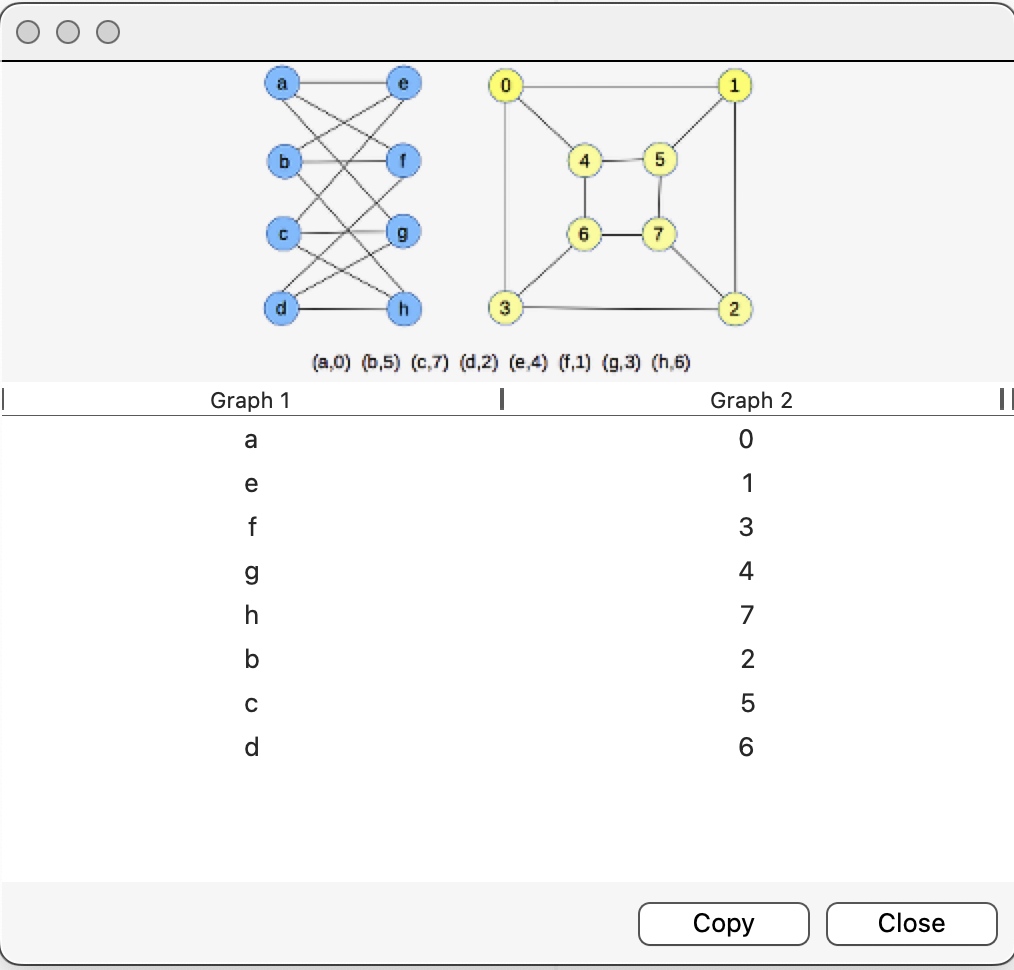 a e 0 1
b f 4 5
c g 6 7
d h 3 2
(a,0) (b,5) (c,7) (d,2) (e,4) (f,1) (g,3) (h,6)
Graph 1 Graph 2
a 0
e 1
f 3
g 4
h 7
b 2
c 5
d 6
Copy Close